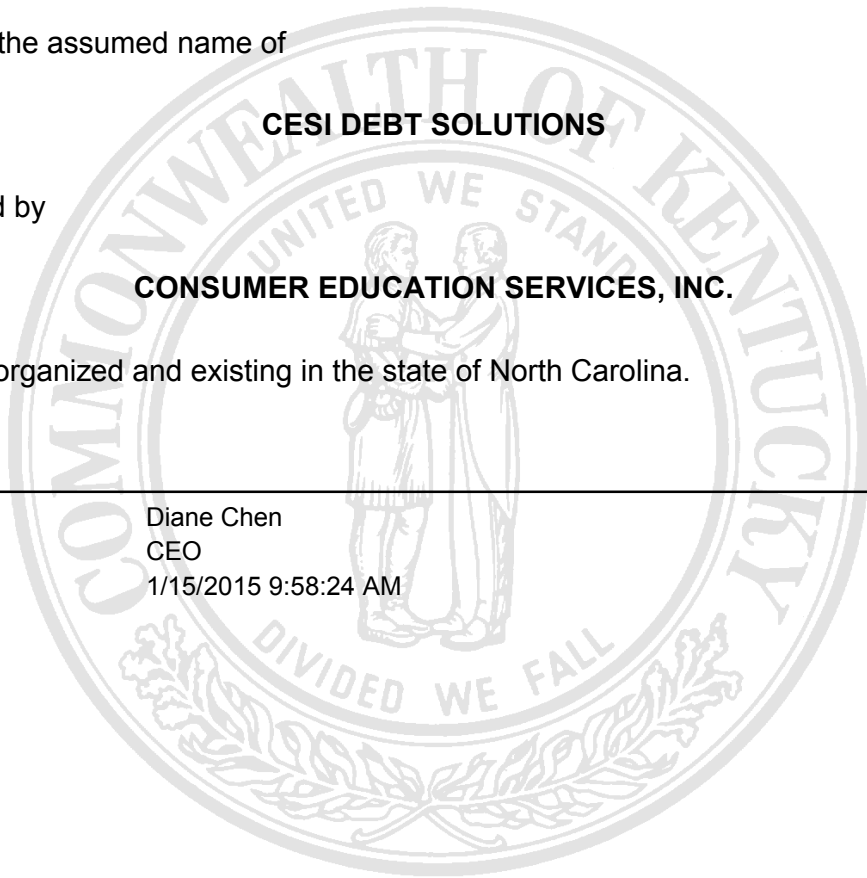 the assumed name of
CESI DEBT SOLUTIONS
d by
CONSUMER EDUCATION SERVICES, INC.
organized and existing in the state of North Carolina.
Diane Chen
CEO
1/15/2015 9:58:24 AM
COMMONWEALTH OF KENTUCKY
UNITED WE STAND
DIVIDED WE FALL